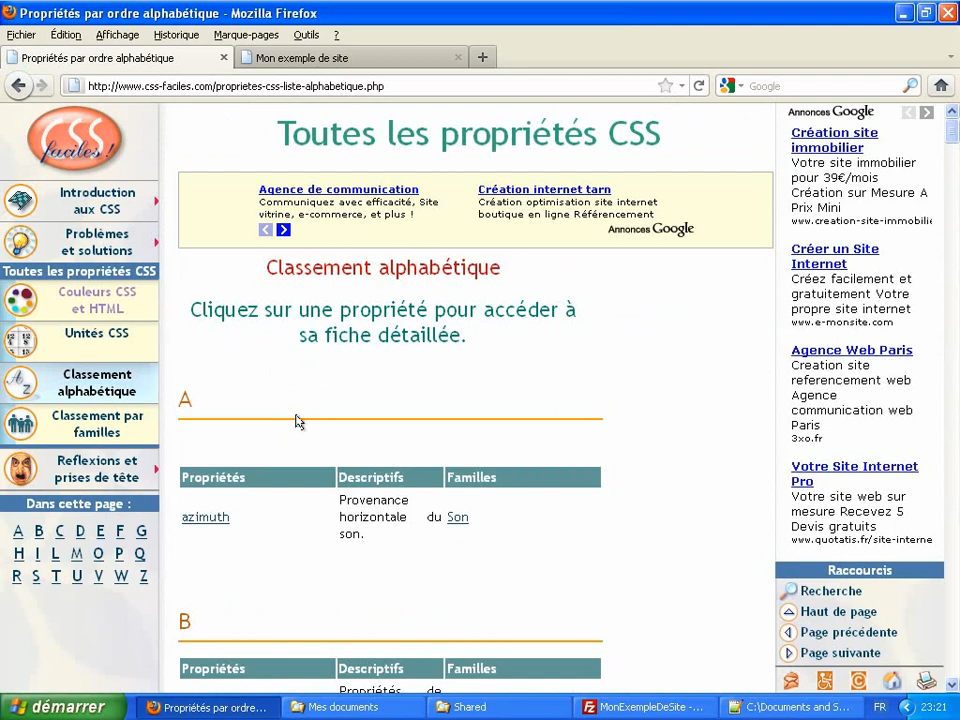 Propriétés par ordre alphabétique - Mozilla Firefox
Fichier Édition Affichage Historique Marque-pages Outils ?
Propriétés par ordre alphabétique
Mon exemple de site
http://www.css-faciles.com/proprietes-css-liste-alphabetique.php
Google
CSS
faciles !
Introduction
aux CSS
Problèmes
et solutions
Toutes les propriétés CSS
Couleurs CSS
et HTML
Unités CSS
Classement
alphabétique
Classement par
familles
Reflexions et
prises de tête
Dans cette page :
A B C D E F G
H I L M O P Q
R S T U V W Z
Toutes les propriétés CSS
Agence de communication
Communiquez avec efficacité, Site
vitrine, e-commerce, et plus !
Création internet tarn
Création optimisation site internet
boutique en ligne Référencement
Annonces Google
Classement alphabétique
Cliquez sur une propriété pour accéder à
sa fiche détaillée.
A
Propriétés Descriptifs Familles
azimuth
Provenance
horizontale du
son.
Son
B
Propriétés Descriptifs Familles
Propriétés de
Annonces Google
Création site
immobilier
Votre site immobilier
pour 39€/mois
Création sur Mesure A
Prix Mini
www.creation-site-immobilie
Créer un Site
Internet
Créez facilement et
gratuitement Votre
propre site internet
www.e-monsite.com
Agence Web Paris
Creation site
referencement web
Agence
communication web
Paris
3xo.fr
Votre Site Internet
Pro
Votre site web sur
mesure Recevez 5
Devis gratuits
www.quotatis.fr/site-interne
Raccourcis
Recherche
Haut de page
Page précédente
Page suivante
démarrer
Propriétés par ordre...
Mes documents
Shared
MonExempleDeSite -...
C:\Documents and S...
FR
23:21